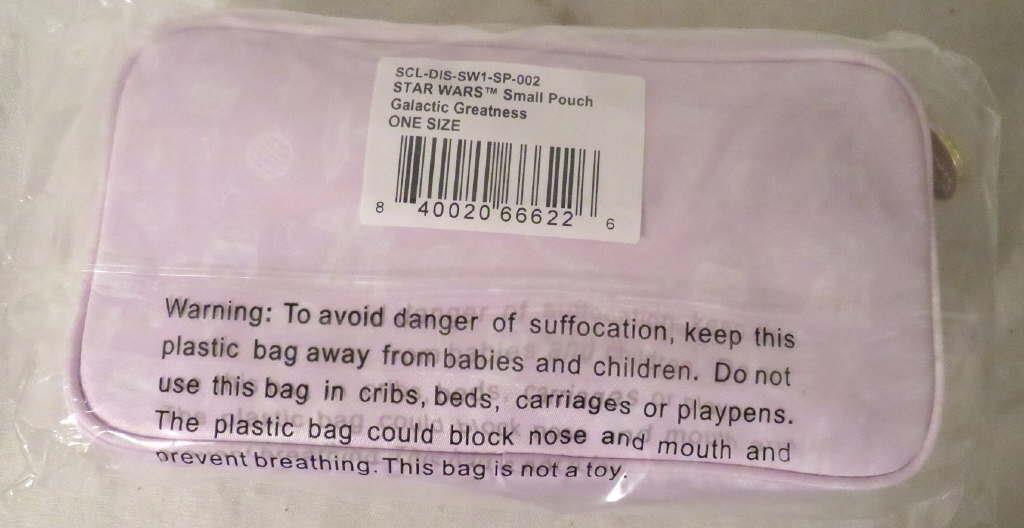 SCL-DIS-SW1-SP-002
STAR WARS™ Small Pouch
Galactic Greatness
ONE SIZE
8 40020 66622 6
Warning: To avoid danger of suffocation, keep this
plastic bag away from babies and children. Do not
use this bag in cribs, beds, carriages or playpens.
The plastic bag could block nose and mouth and
prevent breathing. This bag is not a toy.